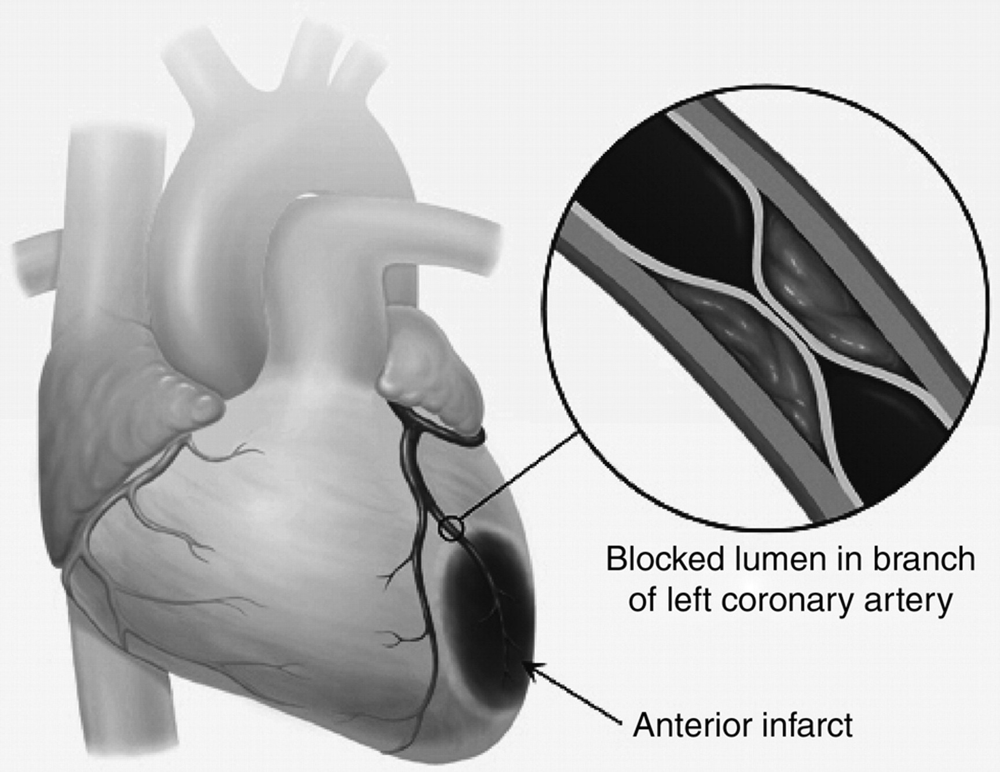 Blocked lumen in branch
of left coronary artery
Anterior infarct